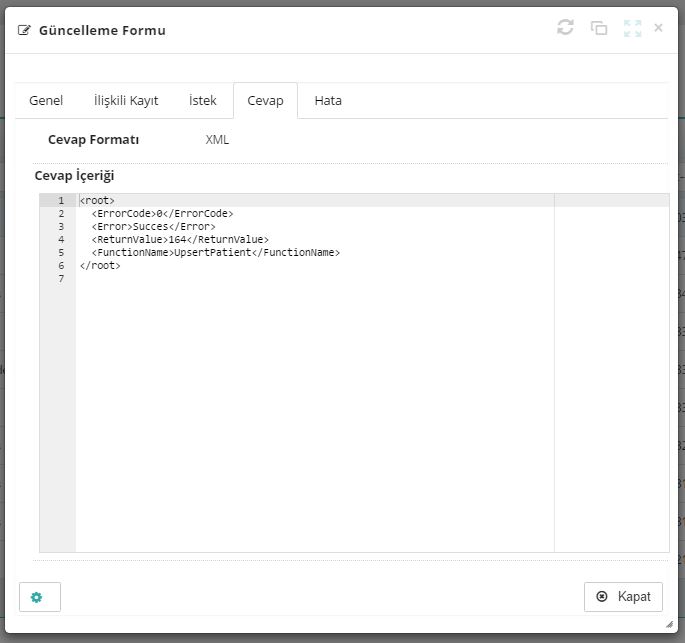 Güncelleme Formu
Genel İlişkili Kayıt İstek Cevap Hata
Cevap Formatı XML
Cevap İçeriği
1 <root>
2 <ErrorCode>0</ErrorCode>
3 <Error>Succes</Error>
4 <ReturnValue>164</ReturnValue>
5 <FunctionName>UpsertPatient</FunctionName>
6 </root>
7
Kapat